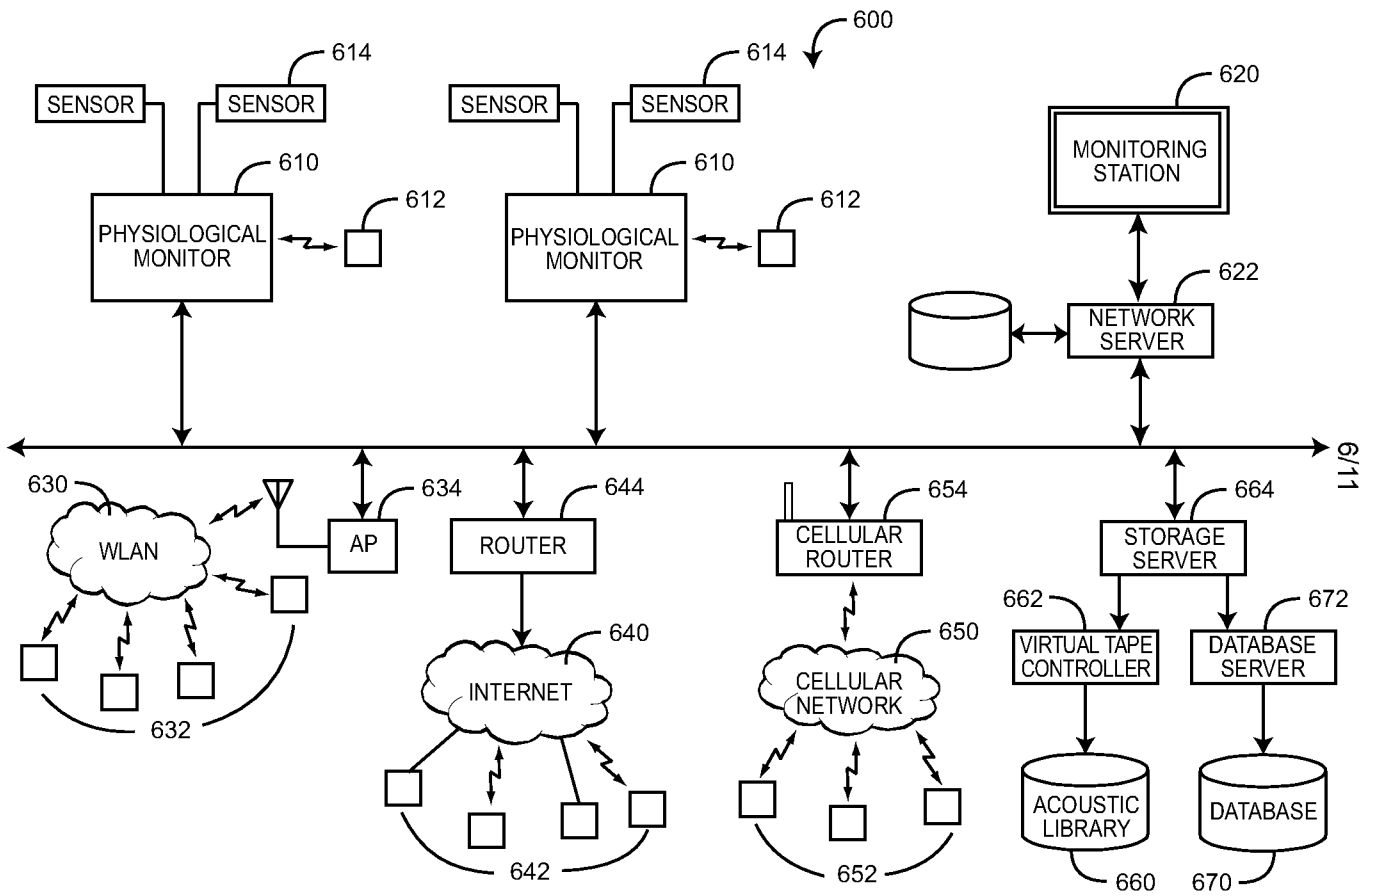 600
614
614
SENSOR
SENSOR
SENSOR
SENSOR
620
MONITORING
STATION
610
610
612
612
PHYSIOLOGICAL
MONITOR
PHYSIOLOGICAL
MONITOR
622
NETWORK
SERVER
6/11
630
WLAN
634
AP
644
ROUTER
654
CELLULAR
ROUTER
664
STORAGE
SERVER
662
VIRTUAL TAPE
CONTROLLER
672
DATABASE
SERVER
640
INTERNET
650
CELLULAR
NETWORK
632
642
652
ACOUSTIC
LIBRARY
DATABASE
660
670